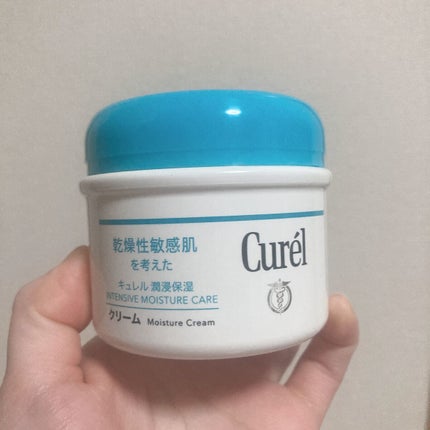 乾燥性敏感肌
を考えた
キュレル 潤浸保湿
INTENSIVE MOISTURE CARE
クリーム Moisture Cream
Curél